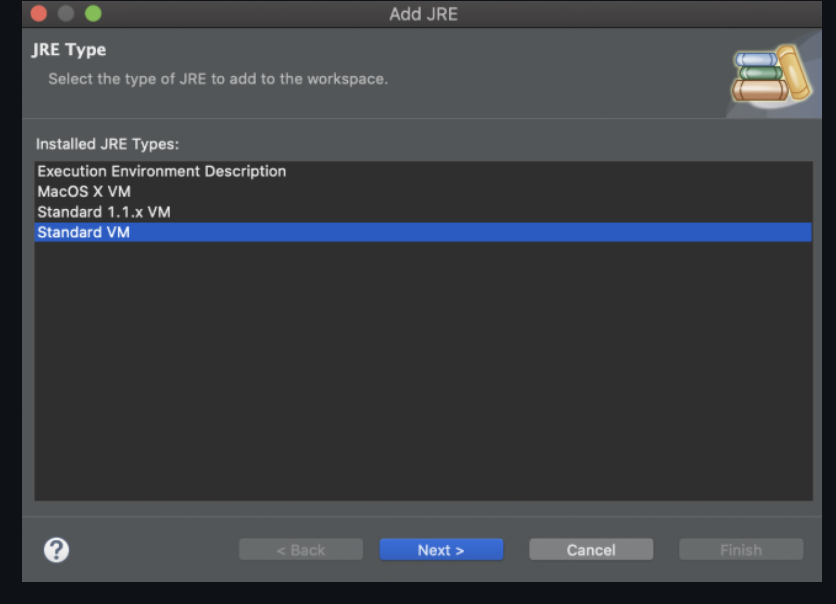 Add JRE
JRE Type
Select the type of JRE to add to the workspace.
Installed JRE Types:
Execution Environment Description
MacOS X VM
Standard 1.1.x VM
Standard VM
?
< Back
Next >
Cancel
Finish